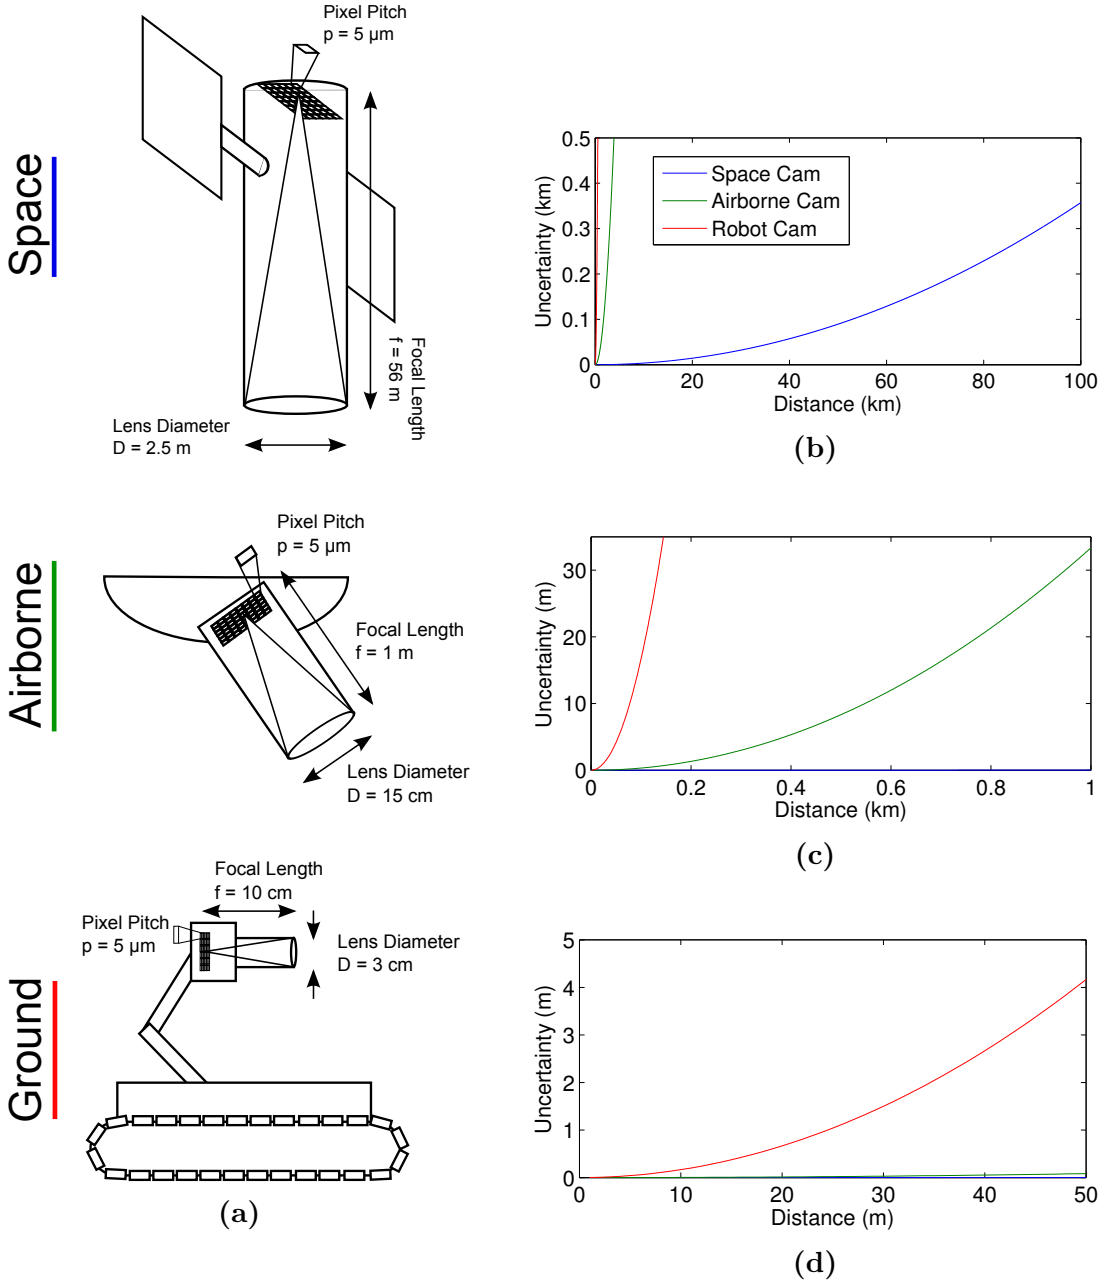 Space
Pixel Pitch
p = 5 µm
Focal Length
f = 56 m
Lens Diameter
D = 2.5 m
Uncertainty (km)
0.5
0.4
0.3
0.2
0.1
0
Space Cam
Airborne Cam
Robot Cam
0 20 40 60 80 100
Distance (km)
(b)
Airborne
Pixel Pitch
p = 5 µm
Focal Length
f = 1 m
Lens Diameter
D = 15 cm
Uncertainty (m)
30
20
10
0
0 0.2 0.4 0.6 0.8 1
Distance (km)
(c)
Ground
Focal Length
f = 10 cm
Pixel Pitch
p = 5 µm
Lens Diameter
D = 3 cm
(a)
Uncertainty (m)
5
4
3
2
1
0
0 10 20 30 40 50
Distance (m)
(d)